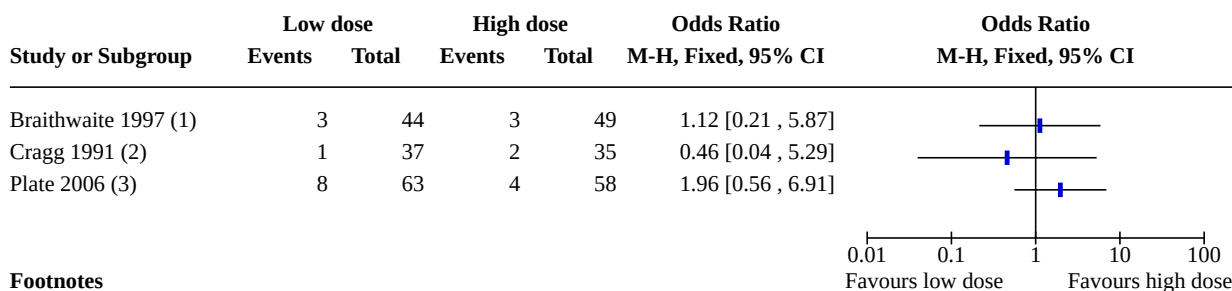 Low dose High dose Odds Ratio Odds Ratio
Study or Subgroup Events Total Events Total M-H, Fixed, 95% CI M-H, Fixed, 95% CI
Braithwaite 1997 (1) 3 44 3 49 1.12 [0.21 , 5.87]
Cragg 1991 (2) 1 37 2 35 0.46 [0.04 , 5.29]
Plate 2006 (3) 8 63 4 58 1.96 [0.56 , 6.91]
0.01 0.1 1 10 100
Footnotes Favours low dose Favours high dose